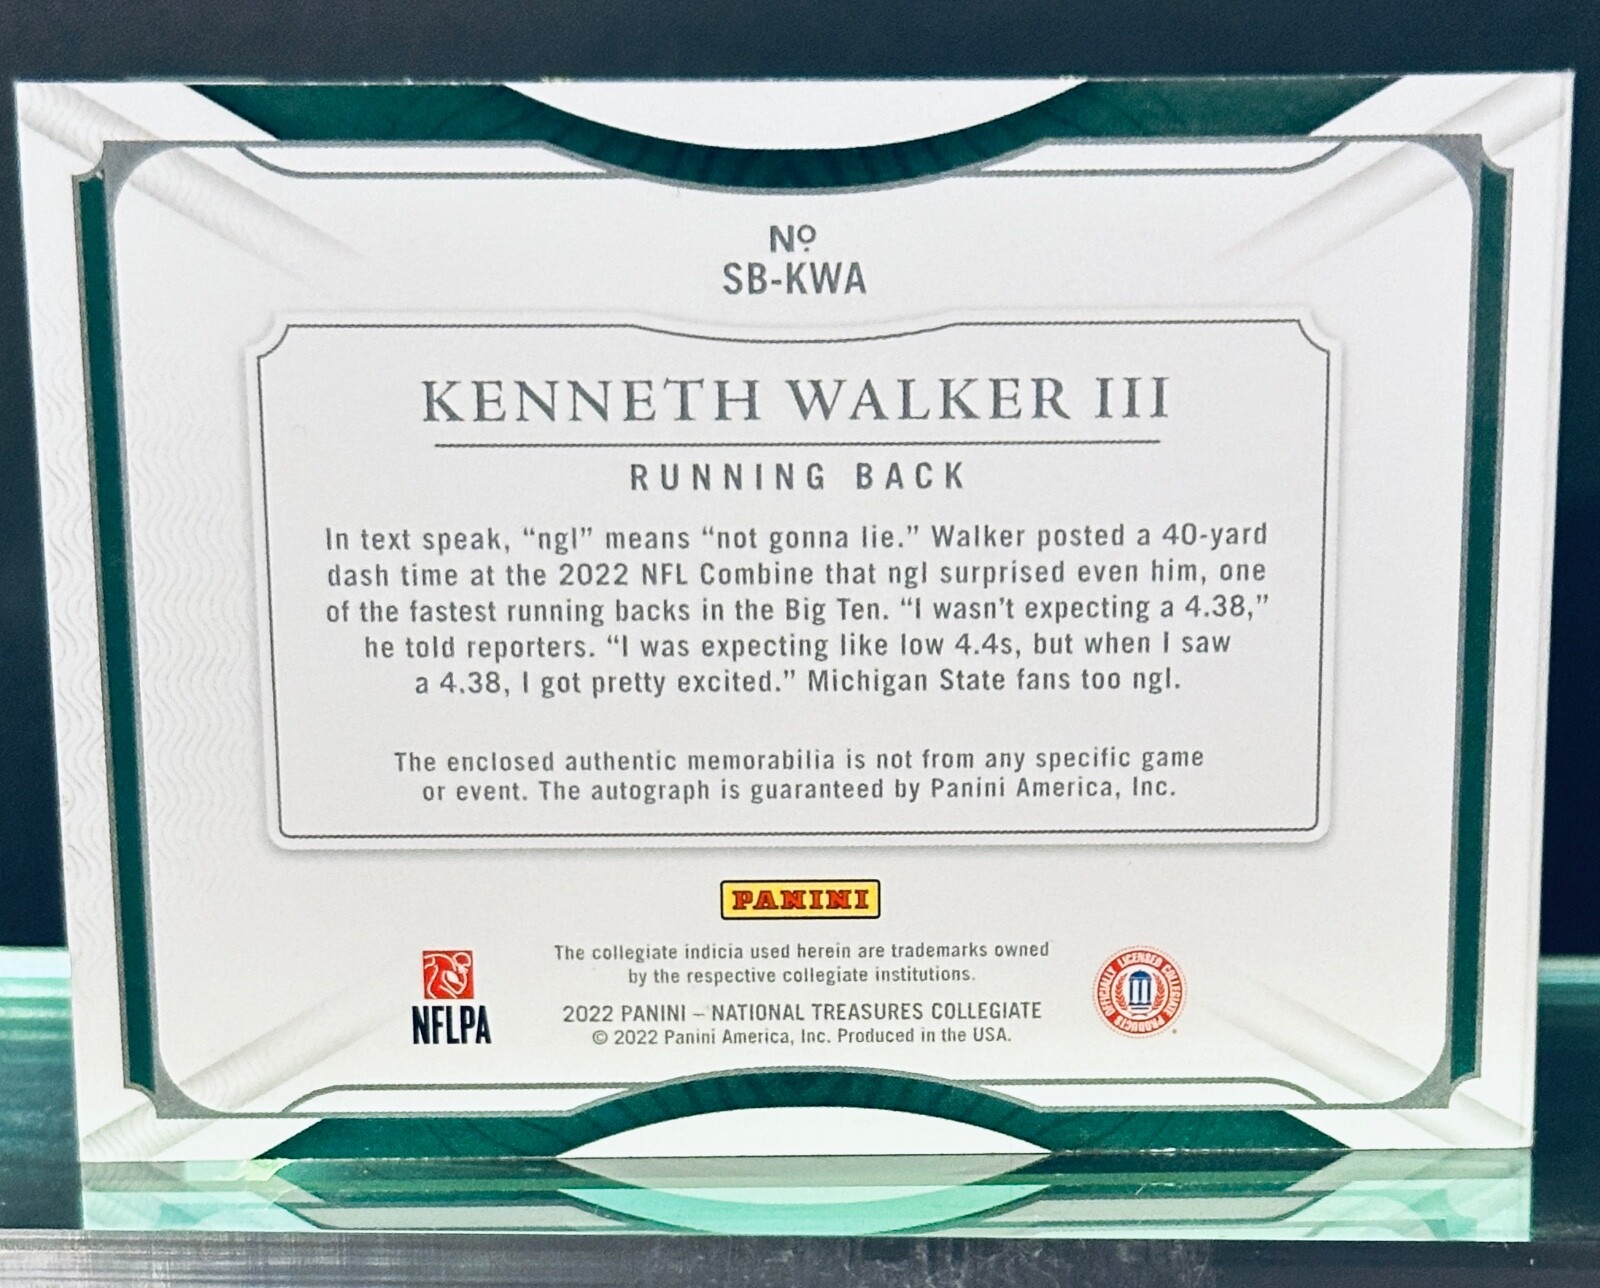 Nº
SB-KWA
KENNETH WALKER III
RUNNING BACK
In text speak, “ngl” means “not gonna lie.” Walker posted a 40-yard
dash time at the 2022 NFL Combine that ngl surprised even him, one
of the fastest running backs in the Big Ten. “I wasn’t expecting a 4.38,”
he told reporters. “I was expecting like low 4.4s, but when I saw
a 4.38, I got pretty excited.” Michigan State fans too ngl.
The enclosed authentic memorabilia is not from any specific game
or event. The autograph is guaranteed by Panini America, Inc.
PANINI
The collegiate indicia used herein are trademarks owned
by the respective collegiate institutions.
2022 PANINI – NATIONAL TREASURES COLLEGIATE
© 2022 Panini America, Inc. Produced in the USA.
NFLPA
OFFICIALLY LICENSED COLLEGIATE PRODUCTS